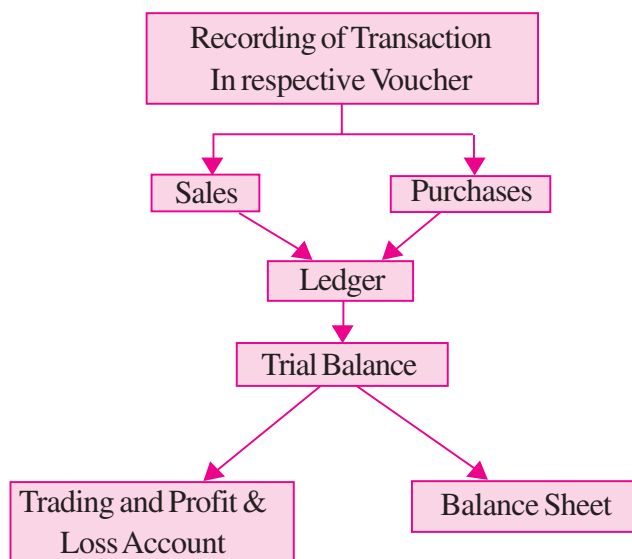 Recording of Transaction
In respective Voucher
Sales
Purchases
Ledger
Trial Balance
Trading and Profit &
Loss Account
Balance Sheet